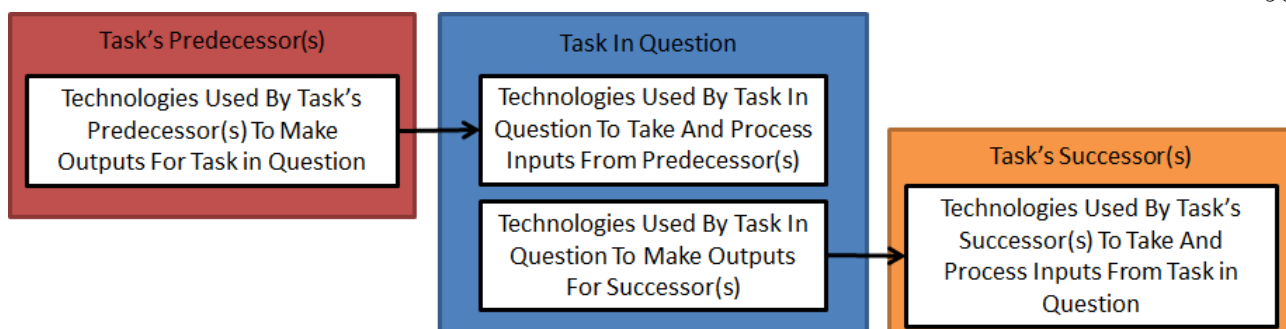 Task's Predecessor(s)
Technologies Used By Task's
Predecessor(s) To Make
Outputs For Task in Question
Task In Question
Technologies Used By Task In
Question To Take And Process
Inputs From Predecessor(s)
Technologies Used By Task In
Question To Make Outputs
For Successor(s)
Task's Successor(s)
Technologies Used By Task's
Successor(s) To Take And
Process Inputs From Task in
Question